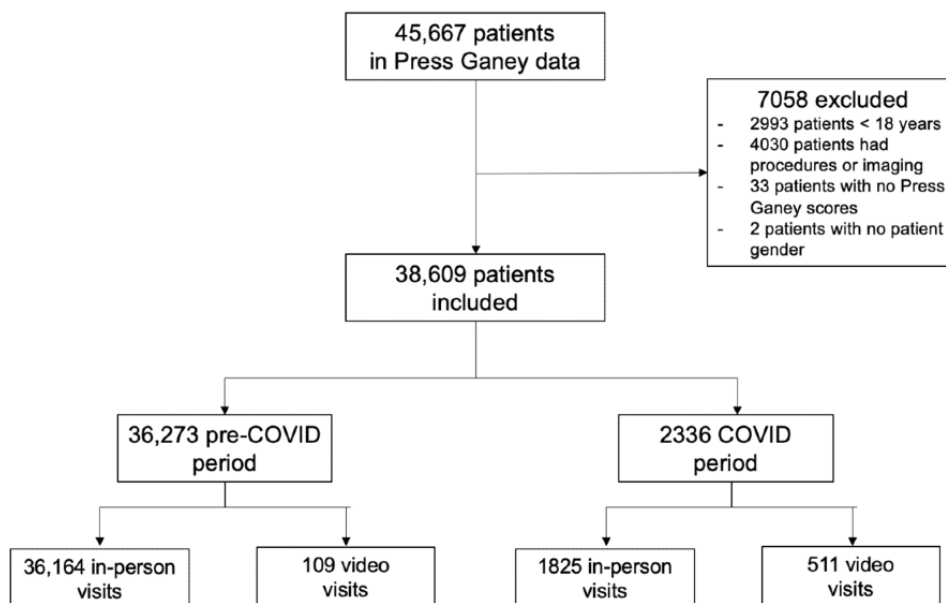 45,667 patients
in Press Ganey data
7058 excluded
- 2993 patients < 18 years
- 4030 patients had
procedures or imaging
- 33 patients with no Press
Ganey scores
- 2 patients with no patient
gender
38,609 patients
included
36,273 pre-COVID
period
2336 COVID
period
36,164 in-person
visits
109 video
visits
1825 in-person
visits
511 video
visits